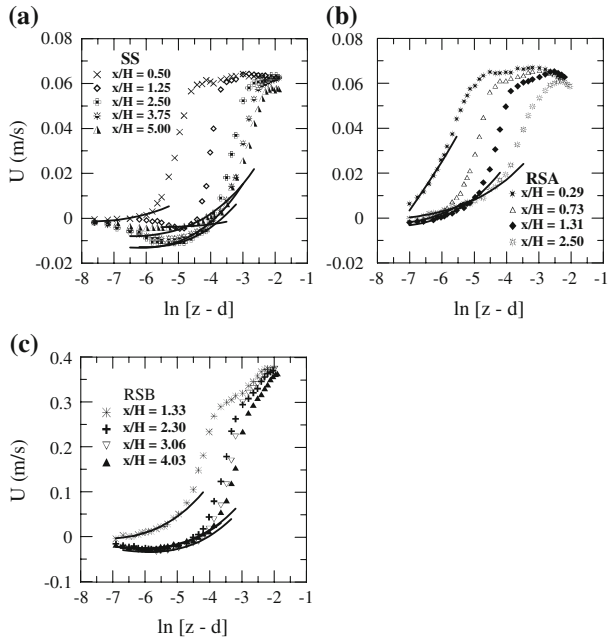 (a)
SS
x/H = 0.50
x/H = 1.25
x/H = 2.50
x/H = 3.75
x/H = 5.00
0.08
0.06
0.04
0.02
0
-0.02
U (m/s)
-8 -7 -6 -5 -4 -3 -2 -1
ln [z - d]
(b)
0.08
0.06
0.04
0.02
0
-0.02
RSA
x/H = 0.29
x/H = 0.73
x/H = 1.31
x/H = 2.50
U (m/s)
-8 -7 -6 -5 -4 -3 -2 -1
ln [z - d]
(c)
RSB
x/H = 1.33
x/H = 2.30
x/H = 3.06
x/H = 4.03
0.4
0.3
0.2
0.1
0
-0.1
U (m/s)
-8 -7 -6 -5 -4 -3 -2 -1
ln [z - d]